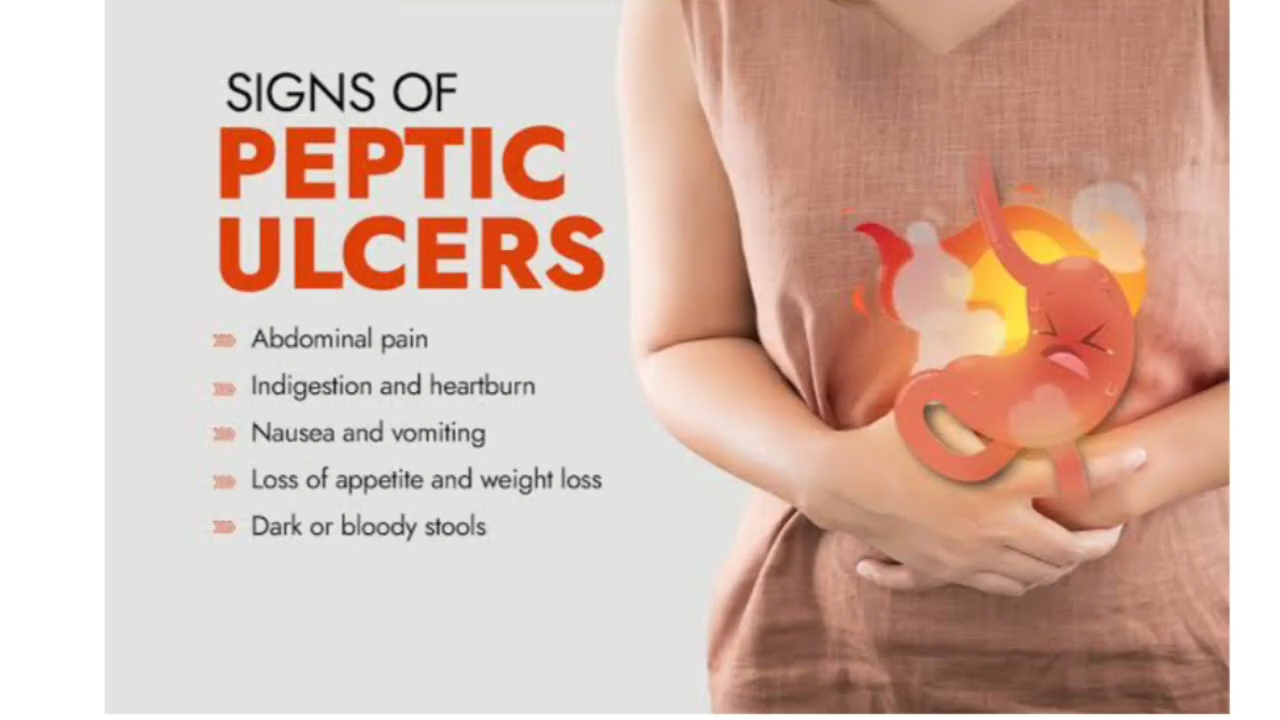 SIGNS OF
PEPTIC
ULCERS
Abdominal pain
Indigestion and heartburn
Nausea and vomiting
Loss of appetite and weight loss
Dark or bloody stools